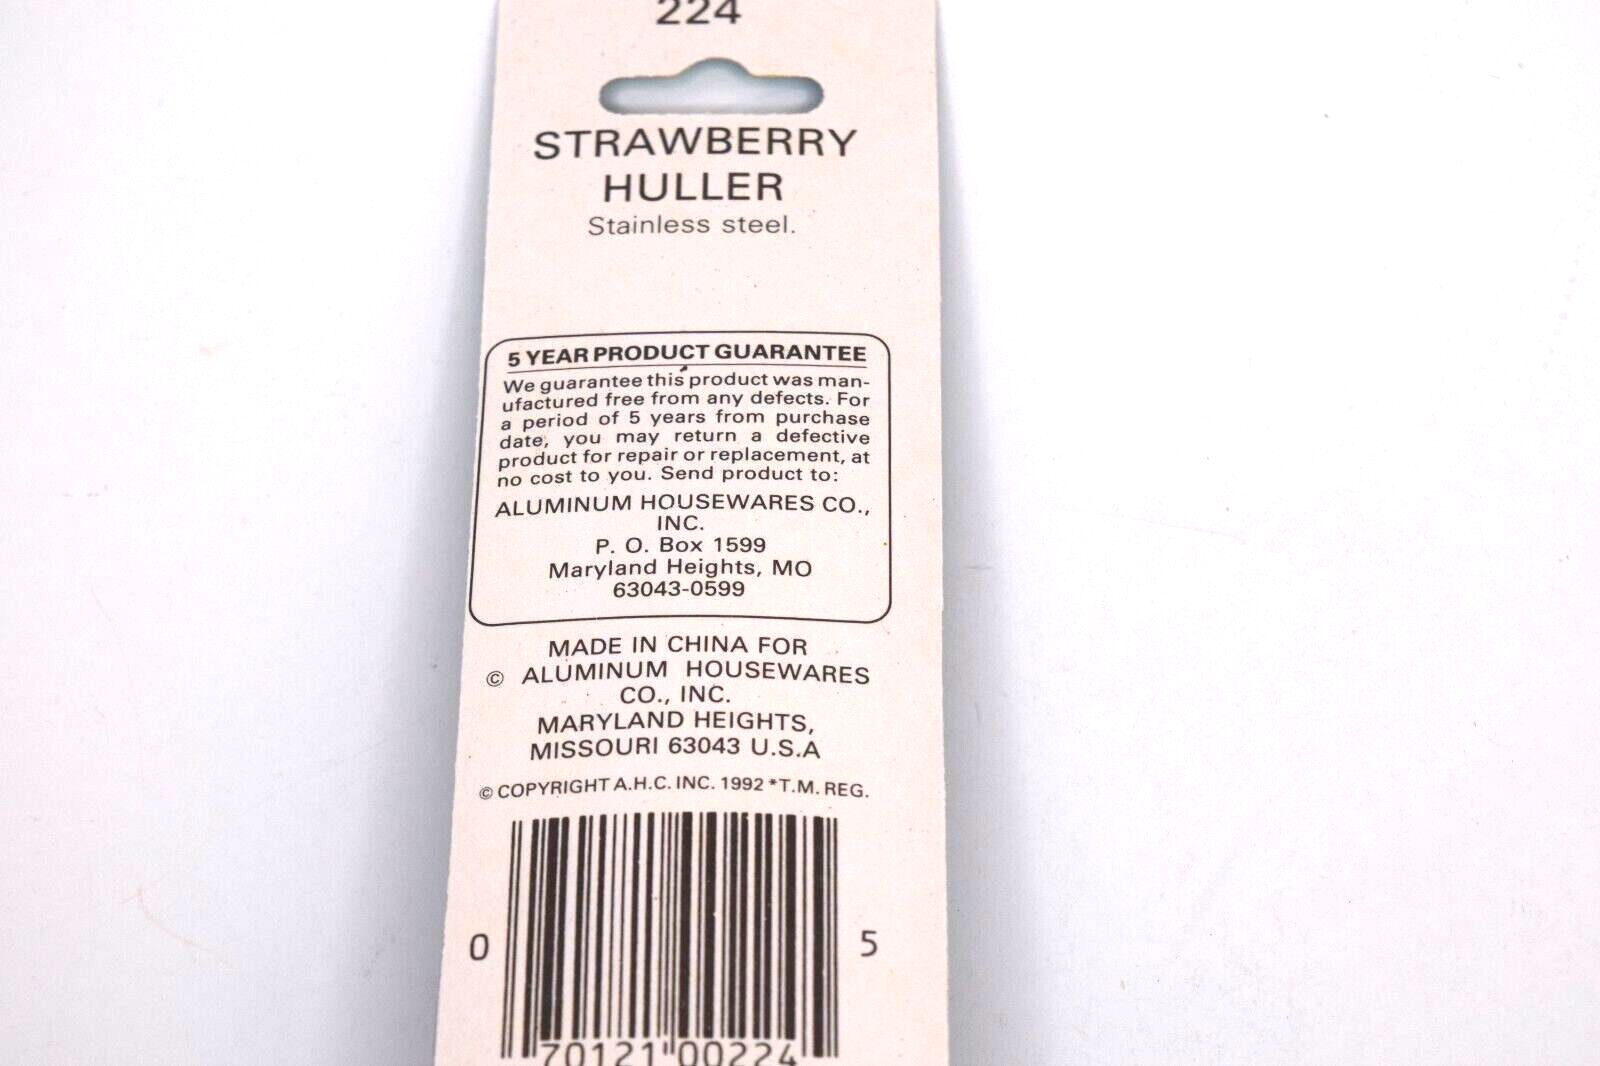 224
STRAWBERRY
HULLER
Stainless steel.
5 YEAR PRODUCT GUARANTEE
We guarantee this product was man-
ufactured free from any defects. For
a period of 5 years from purchase
date, you may return a defective
product for repair or replacement, at
no cost to you. Send product to:
ALUMINUM HOUSEWARES CO.,
INC.
P. O. Box 1599
Maryland Heights, MO
63043-0599
MADE IN CHINA FOR
© ALUMINUM HOUSEWARES
CO., INC.
MARYLAND HEIGHTS,
MISSOURI 63043 U.S.A
© COPYRIGHT A.H.C. INC. 1992 *T.M. REG.
0 5
70121 00224